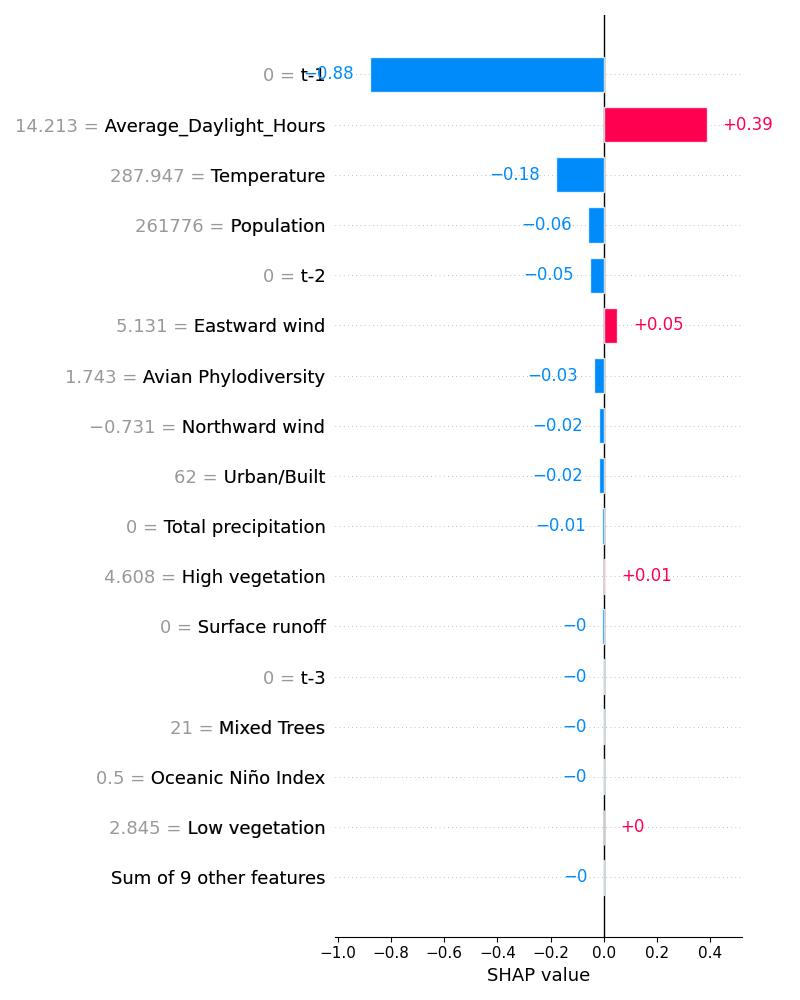 0 = t-1 −0.88
14.213 = Average_Daylight_Hours +0.39
287.947 = Temperature −0.18
261776 = Population −0.06
0 = t-2 −0.05
5.131 = Eastward wind +0.05
1.743 = Avian Phylodiversity −0.03
−0.731 = Northward wind −0.02
62 = Urban/Built −0.02
0 = Total precipitation −0.01
4.608 = High vegetation +0.01
0 = Surface runoff −0
0 = t-3 −0
21 = Mixed Trees −0
0.5 = Oceanic Niño Index −0
2.845 = Low vegetation +0
Sum of 9 other features −0
−1.0 −0.8 −0.6 −0.4 −0.2 0.0 0.2 0.4
SHAP value